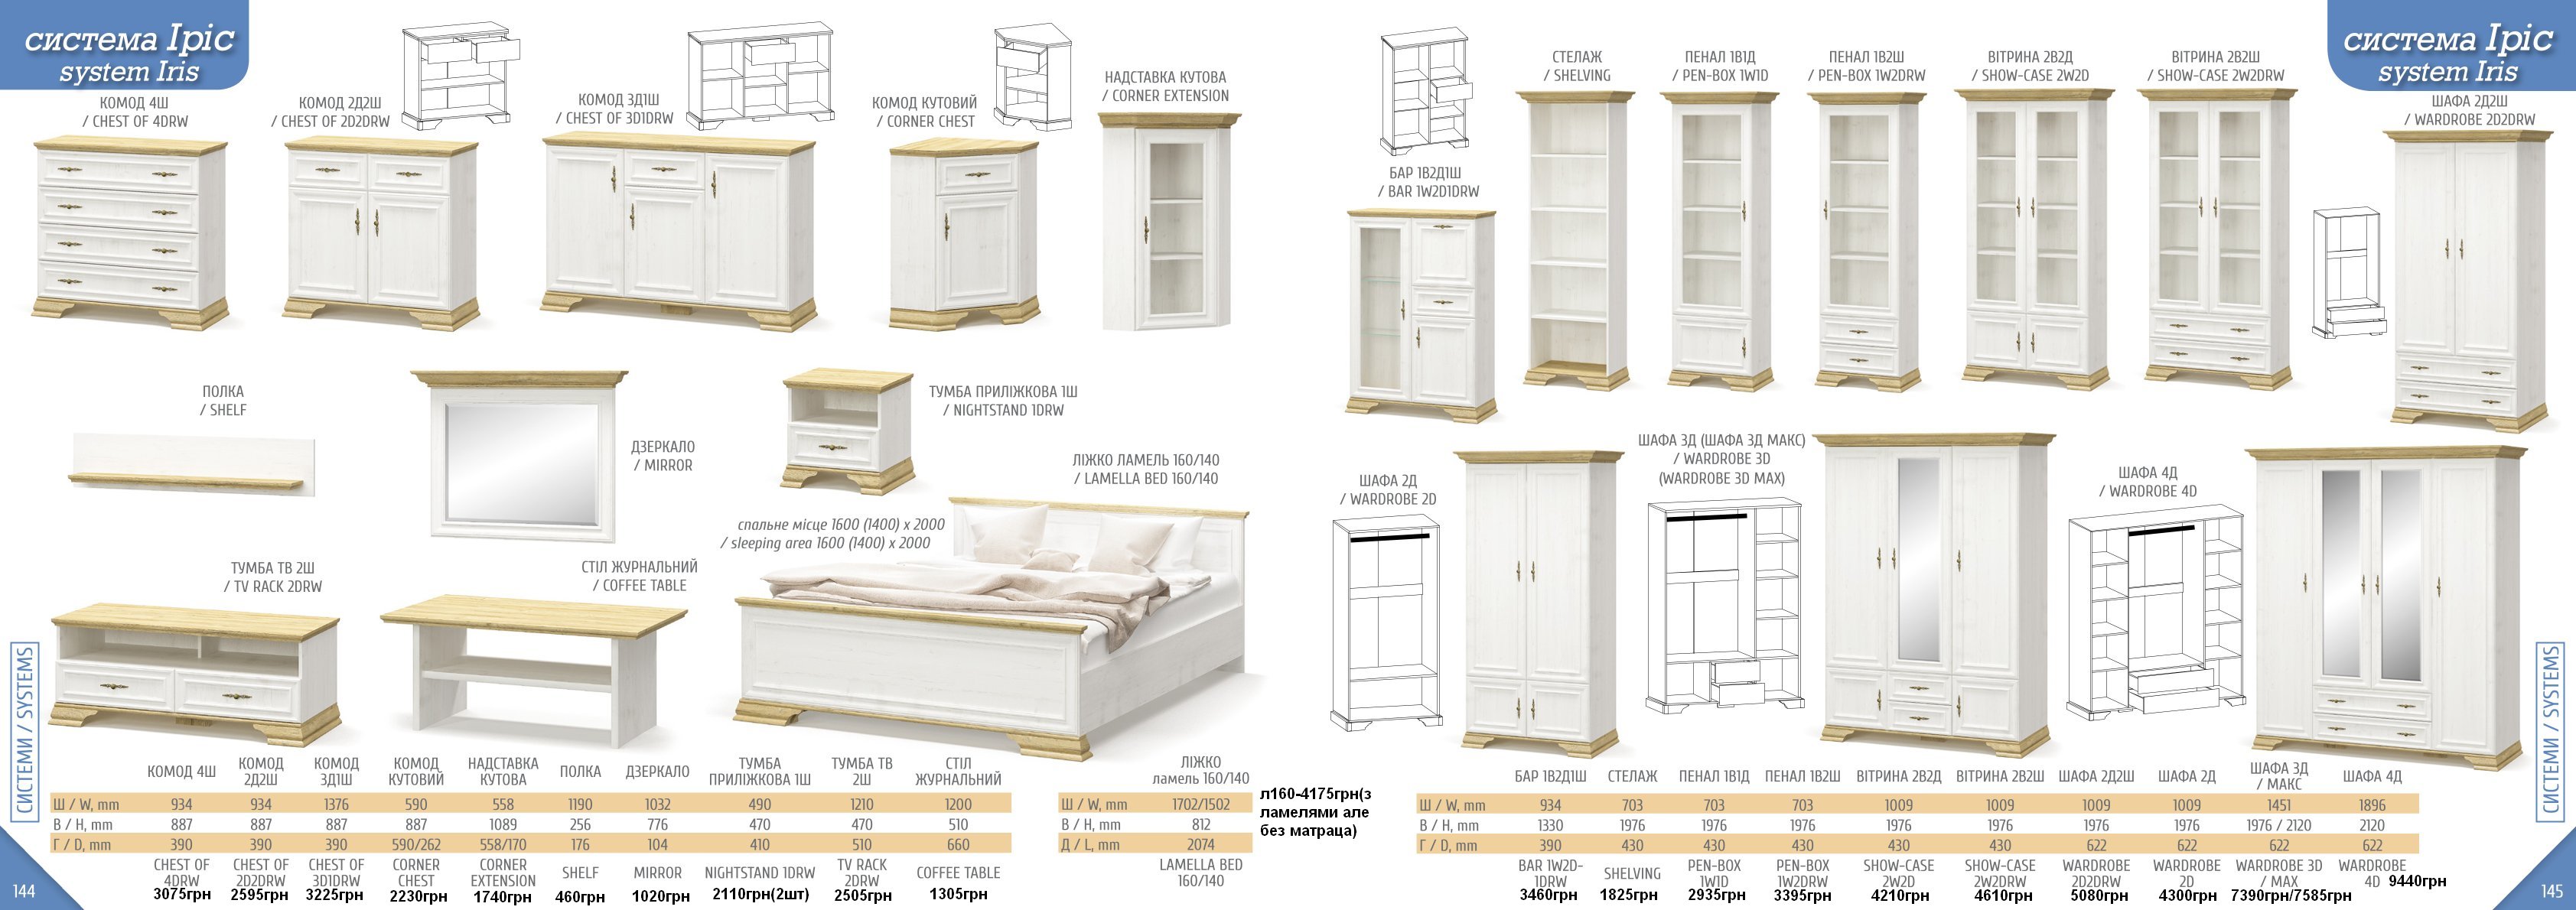 система Іріс
system Iris
КОМОД 4Ш
/ CHEST OF 4DRW
КОМОД 2Д2Ш
/ CHEST OF 2D2DRW
КОМОД 3Д1Ш
/ CHEST OF 3D1DRW
КОМОД КУТОВИЙ
/ CORNER CHEST
НАДСТАВКА КУТОВА
/ CORNER EXTENSION
ПОЛКА
/ SHELF
ДЗЕРКАЛО
/ MIRROR
ТУМБА ПРИЛІЖКОВА 1Ш
/ NIGHTSTAND 1DRW
ЛІЖКО ЛАМЕЛЬ 160/140
/ LAMELLA BED 160/140
спальне місце 1600 (1400) x 2000
/ sleeping area 1600 (1400) x 2000
ТУМБА ТВ 2Ш
/ TV RACK 2DRW
СТІЛ ЖУРНАЛЬНИЙ
/ COFFEE TABLE
СИСТЕМИ / SYSTEMS
КОМОД 4Ш КОМОД 2Д2Ш КОМОД 3Д1Ш КОМОД КУТОВИЙ НАДСТАВКА КУТОВА ПОЛКА ДЗЕРКАЛО ТУМБА ПРИЛІЖКОВА 1Ш ТУМБА ТВ 2Ш СТІЛ ЖУРНАЛЬНИЙ
Ш / W, mm 934 934 1376 590 558 1190 1032 490 1210 1200
В / H, mm 887 887 887 887 1089 256 776 470 470 510
Г / D, mm 390 390 390 590/262 558/170 176 104 410 510 660
CHEST OF 4DRW CHEST OF 2D2DRW CHEST OF 3D1DRW CORNER CHEST CORNER EXTENSION SHELF MIRROR NIGHTSTAND 1DRW TV RACK 2DRW COFFEE TABLE
3075грн 2595грн 3225грн 2230грн 1740грн 460грн 1020грн 2110грн(2шт) 2505грн 1305грн
ЛІЖКО
ламель 160/140
Ш / W, mm 1702/1502
В / H, mm 812
Д / L, mm 2074
LAMELLA BED
160/140
л160-4175грн(з
ламелями але
без матраца)
144
система Іріс
system Iris
БАР 1В2Д1Ш
/ BAR 1W2D1DRW
СТЕЛАЖ
/ SHELVING
ПЕНАЛ 1В1Д
/ PEN-BOX 1W1D
ПЕНАЛ 1В2Ш
/ PEN-BOX 1W2DRW
ВІТРИНА 2В2Д
/ SHOW-CASE 2W2D
ВІТРИНА 2В2Ш
/ SHOW-CASE 2W2DRW
ШАФА 2Д2Ш
/ WARDROBE 2D2DRW
ШАФА 2Д
/ WARDROBE 2D
ШАФА 3Д (ШАФА 3Д МАКС)
/ WARDROBE 3D
(WARDROBE 3D MAX)
ШАФА 4Д
/ WARDROBE 4D
СИСТЕМИ / SYSTEMS
БАР 1В2Д1Ш СТЕЛАЖ ПЕНАЛ 1В1Д ПЕНАЛ 1В2Ш ВІТРИНА 2В2Д ВІТРИНА 2В2Ш ШАФА 2Д2Ш ШАФА 2Д ШАФА 3Д / МАКС ШАФА 4Д
Ш / W, mm 934 703 703 703 1009 1009 1009 1009 1451 1896
В / H, mm 1330 1976 1976 1976 1976 1976 1976 1976 1976 / 2120 2120
Г / D, mm 390 430 430 430 430 430 622 622 622 622
BAR 1W2D-1DRW SHELVING PEN-BOX 1W1D PEN-BOX 1W2DRW SHOW-CASE 2W2D SHOW-CASE 2W2DRW WARDROBE 2D2DRW WARDROBE 2D WARDROBE 3D / MAX WARDROBE 4D
3460грн 1825грн 2935грн 3395грн 4210грн 4610грн 5080грн 4300грн 7390грн/7585грн 9440грн
145